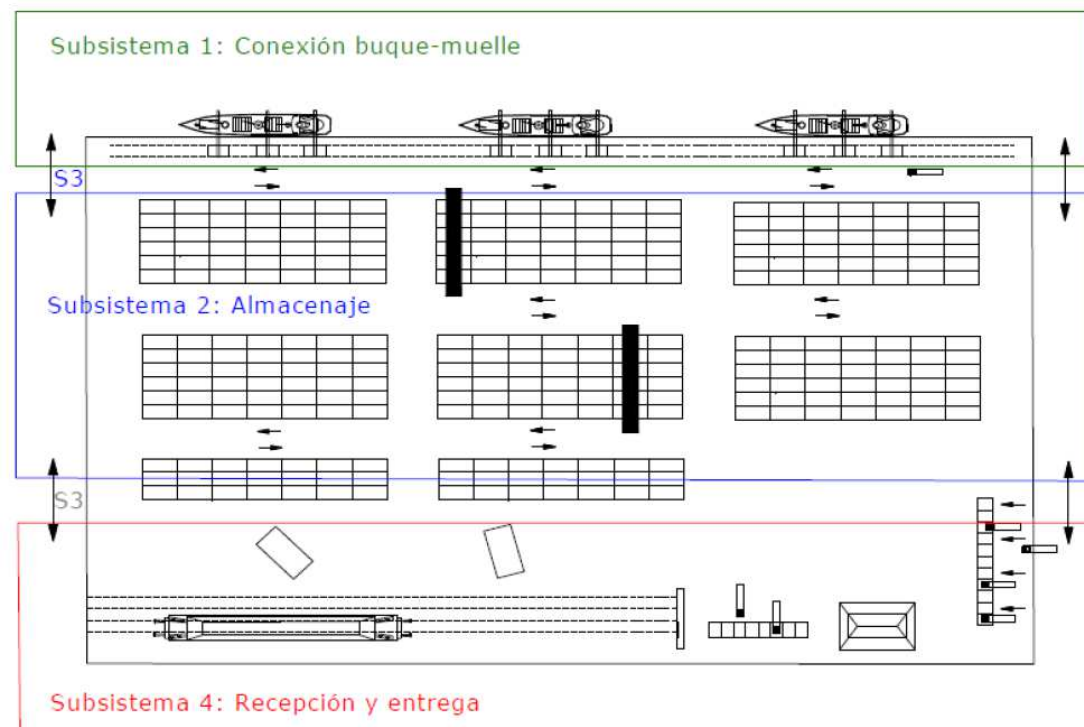 Subsistema 1: Conexión buque-muelle
S3
Subsistema 2: Almacenaje
S3
Subsistema 4: Recepción y entrega